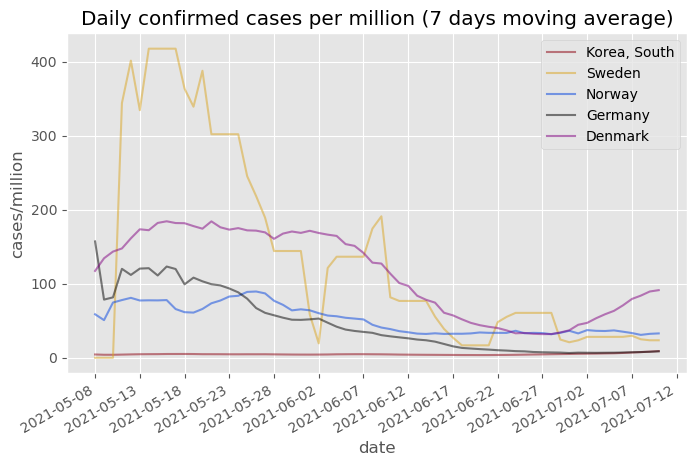 Daily confirmed cases per million (7 days moving average)
Korea, South
Sweden
Norway
Germany
Denmark
400
300
200
100
0
cases/million
2021-05-08
2021-05-13
2021-05-18
2021-05-23
2021-05-28
2021-06-02
2021-06-07
2021-06-12
2021-06-17
2021-06-22
2021-06-27
2021-07-02
2021-07-07
2021-07-12
date